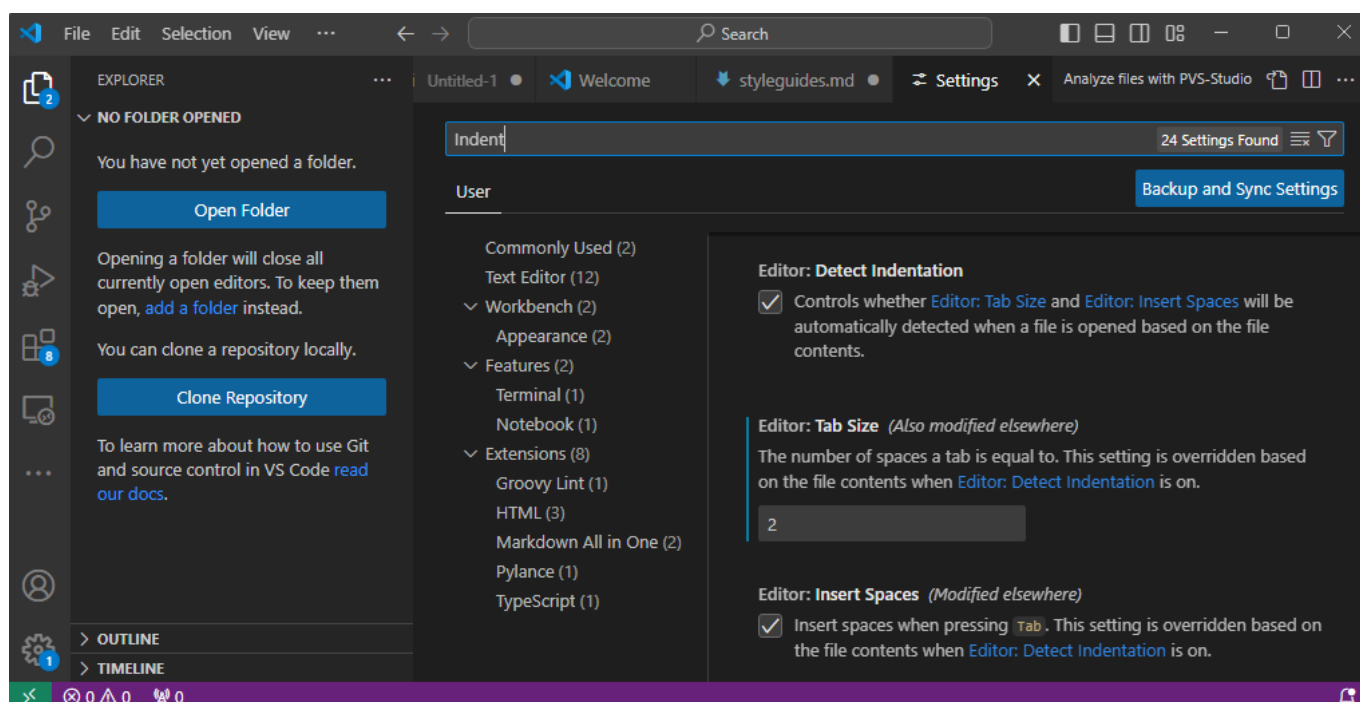 File Edit Selection View ··· ← → Search
EXPLORER ···
Untitled-1 ● Welcome styleguides.md ● Settings × Analyze files with PVS-Studio ···
2
NO FOLDER OPENED
You have not yet opened a folder.
Open Folder
Opening a folder will close all
currently open editors. To keep them
open, add a folder instead.
You can clone a repository locally.
Clone Repository
To learn more about how to use Git
and source control in VS Code read
our docs.
8
1
OUTLINE
TIMELINE
Indent 24 Settings Found
User Backup and Sync Settings
Commonly Used (2)
Text Editor (12)
Workbench (2)
Appearance (2)
Features (2)
Terminal (1)
Notebook (1)
Extensions (8)
Groovy Lint (1)
HTML (3)
Markdown All in One (2)
Pylance (1)
TypeScript (1)
Editor: Detect Indentation
Controls whether Editor: Tab Size and Editor: Insert Spaces will be
automatically detected when a file is opened based on the file
contents.
Editor: Tab Size (Also modified elsewhere)
The number of spaces a tab is equal to. This setting is overridden based
on the file contents when Editor: Detect Indentation is on.
2
Editor: Insert Spaces (Modified elsewhere)
Insert spaces when pressing Tab. This setting is overridden based on
the file contents when Editor: Detect Indentation is on.
0 0 0